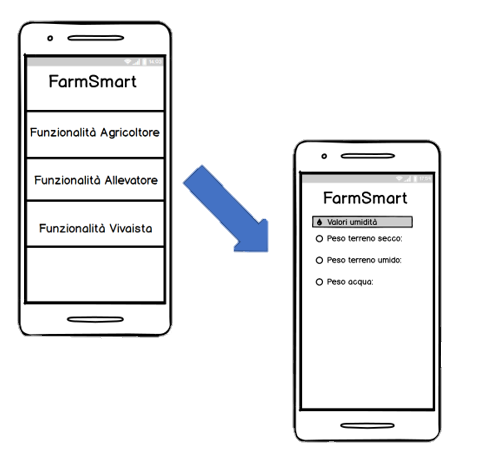 FarmSmart
Funzionalità Agricoltore
Funzionalità Allevatore
Funzionalità Vivaista
FarmSmart
Valori umidità
Peso terreno secco:
Peso terreno umido:
Peso acqua: